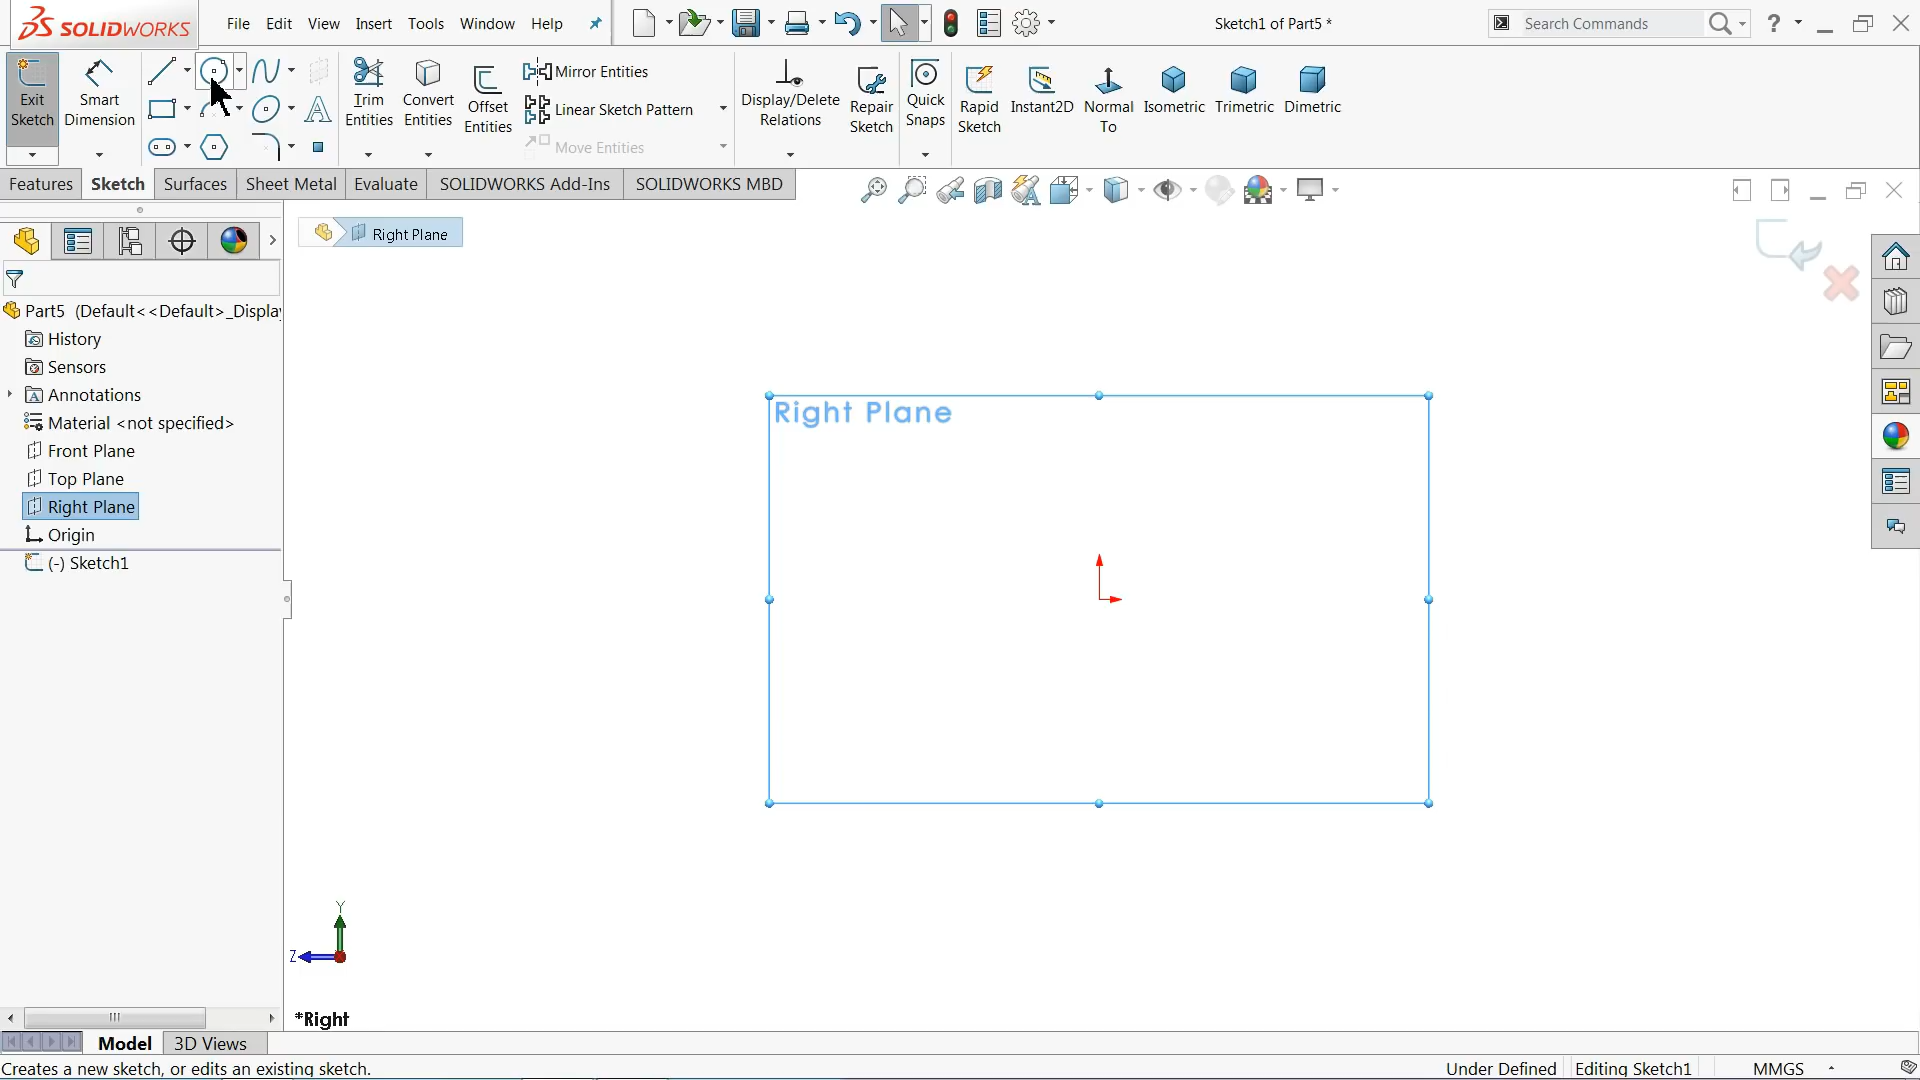 SOLIDWORKS
File Edit View Insert Tools Window Help
Sketch1 of Part5 *
Search Commands
?
Exit Sketch
Smart Dimension
Trim Entities
Convert Entities
Offset Entities
Mirror Entities
Linear Sketch Pattern
Move Entities
Display/Delete Relations
Repair Sketch
Quick Snaps
Rapid Sketch
Instant2D
Normal To
Isometric
Trimetric
Dimetric
Features Sketch Surfaces Sheet Metal Evaluate SOLIDWORKS Add-Ins SOLIDWORKS MBD
Right Plane
Part5 (Default<<Default>_Display
History
Sensors
Annotations
Material <not specified>
Front Plane
Top Plane
Right Plane
Origin
(-) Sketch1
Right Plane
Y
Z
*Right
Model 3D Views
Creates a new sketch, or edits an existing sketch.
Under Defined Editing Sketch1 MMGS